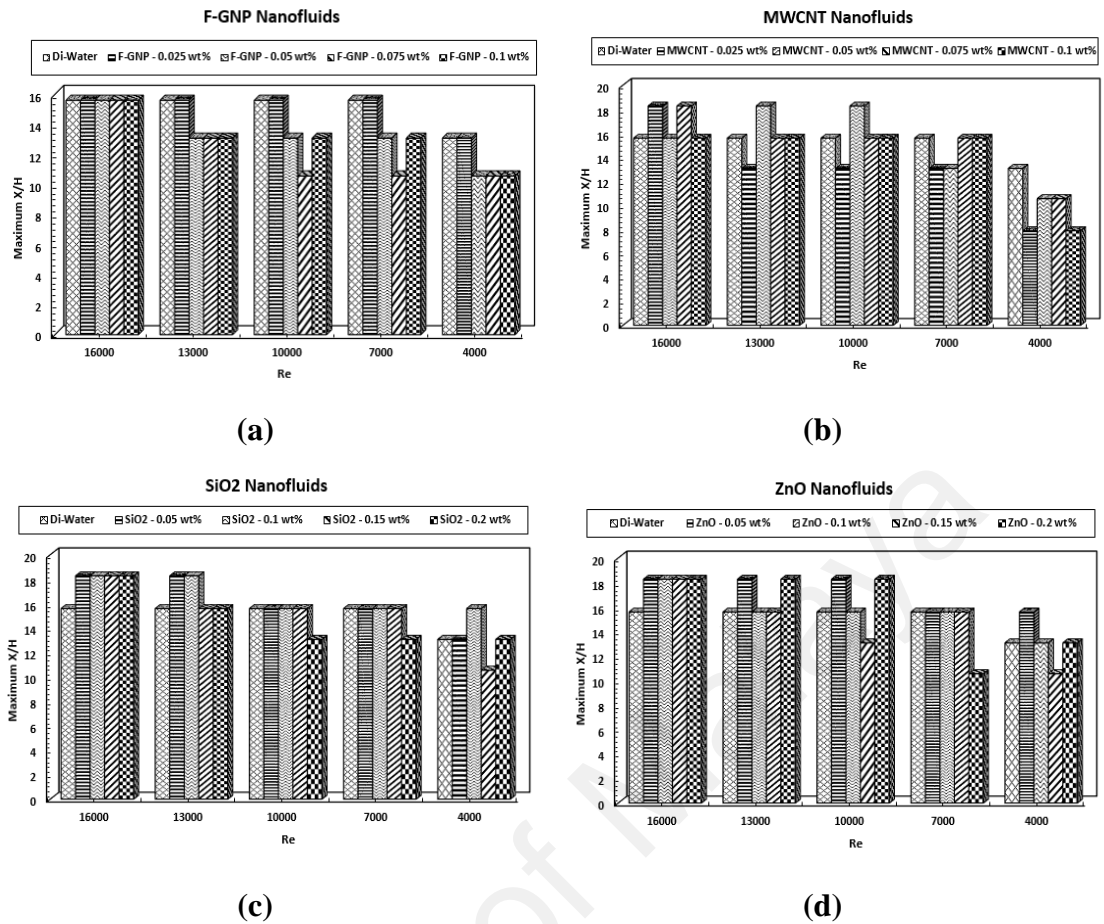 F-GNP Nanofluids
Di-Water F-GNP - 0.025 wt% F-GNP - 0.05 wt% F-GNP - 0.075 wt% F-GNP - 0.1 wt%
Maximum X/H
16
14
12
10
8
6
4
2
0
16000 13000 10000 7000 4000
Re
(a)
MWCNT Nanofluids
Di-Water MWCNT - 0.025 wt% MWCNT - 0.05 wt% MWCNT - 0.075 wt% MWCNT - 0.1 wt%
Maximum X/H
20
18
16
14
12
10
8
6
4
2
0
16000 13000 10000 7000 4000
Re
(b)
SiO2 Nanofluids
Di-Water SiO2 - 0.05 wt% SiO2 - 0.1 wt% SiO2 - 0.15 wt% SiO2 - 0.2 wt%
Maximum X/H
20
18
16
14
12
10
8
6
4
2
0
16000 13000 10000 7000 4000
Re
(c)
ZnO Nanofluids
Di-Water ZnO - 0.05 wt% ZnO - 0.1 wt% ZnO - 0.15 wt% ZnO - 0.2 wt%
Maximum X/H
20
18
16
14
12
10
8
6
4
2
0
16000 13000 10000 7000 4000
Re
(d)
of Malaya